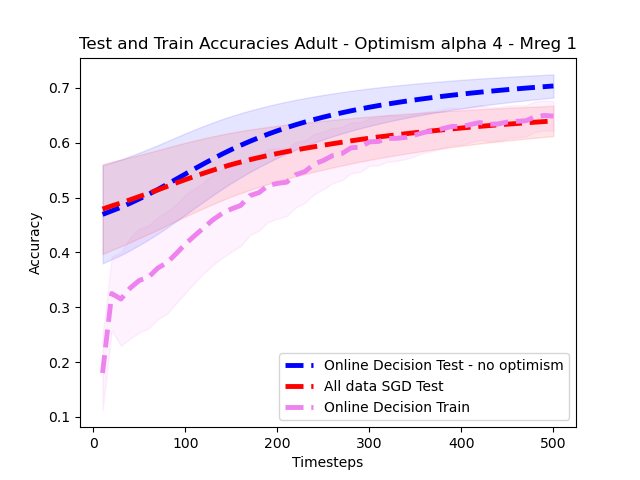 Test and Train Accuracies Adult - Optimism alpha 4 - Mreg 1
Accuracy
0.7
0.6
0.5
0.4
0.3
0.2
0.1
Online Decision Test - no optimism
All data SGD Test
Online Decision Train
0 100 200 300 400 500
Timesteps